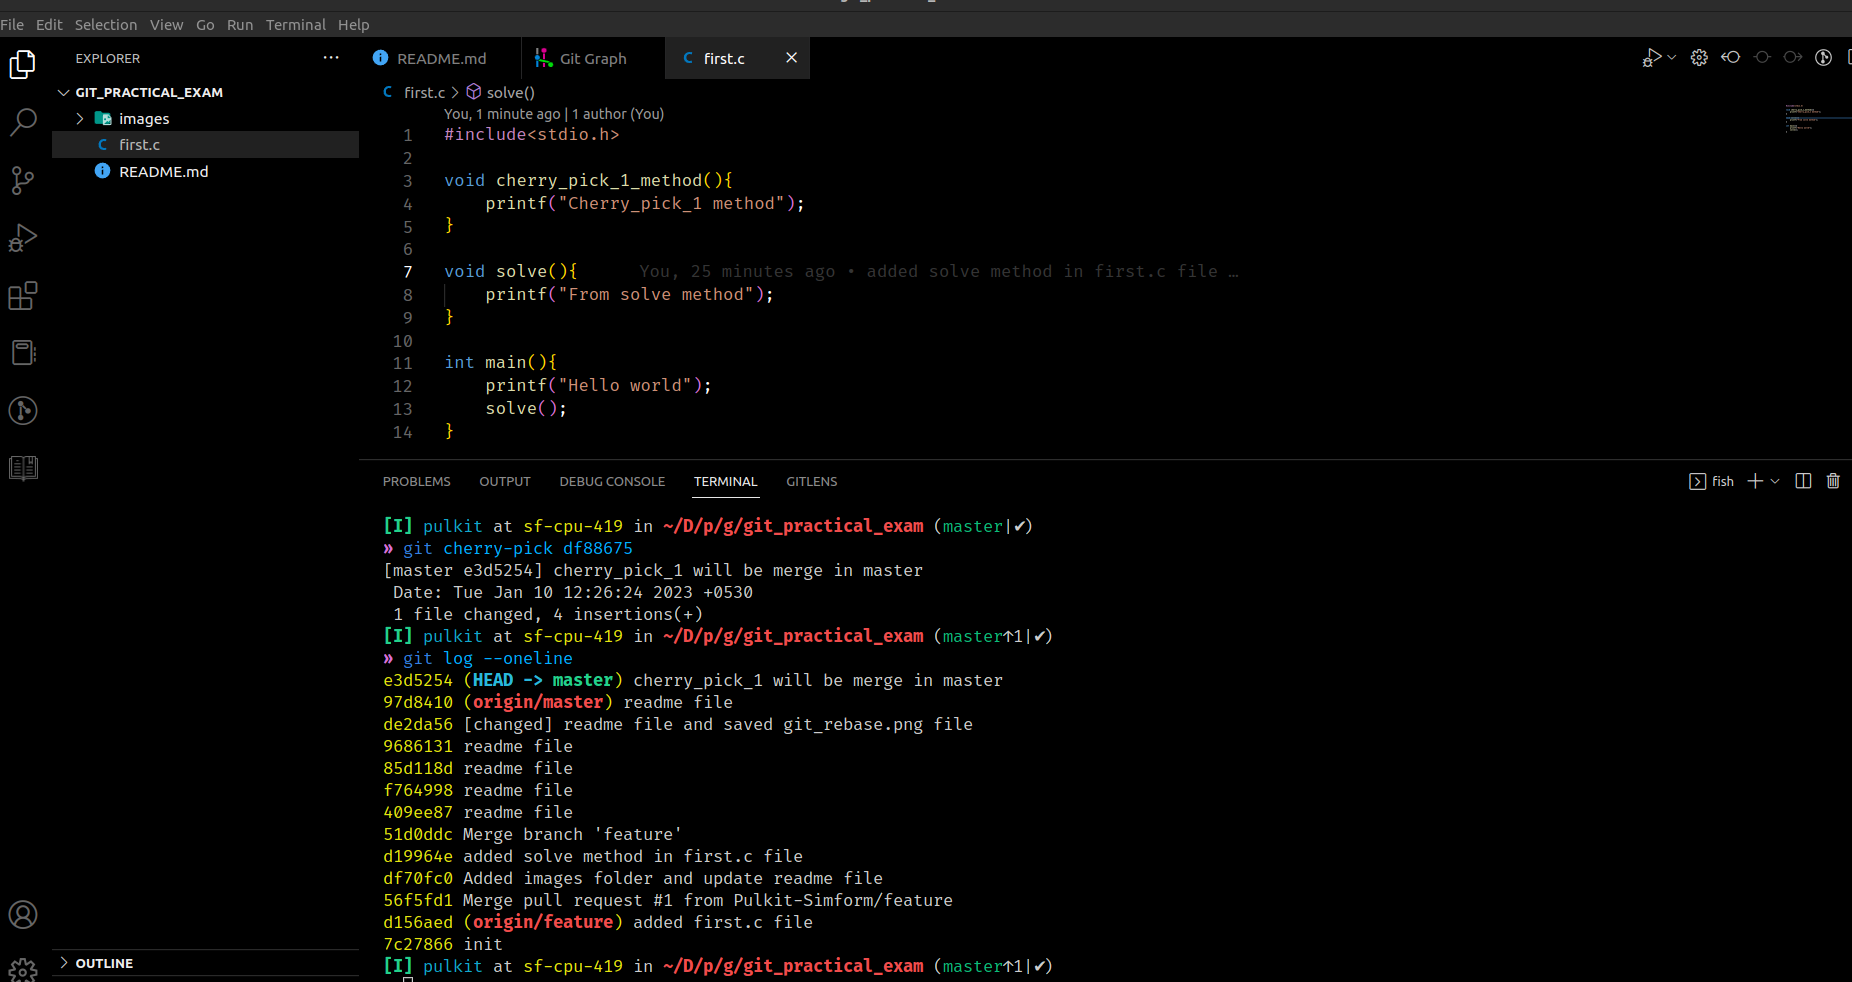 File Edit Selection View Go Run Terminal Help
EXPLORER ···
README.md
Git Graph
C first.c ×
GIT_PRACTICAL_EXAM
images
C first.c
README.md
C first.c > solve()
You, 1 minute ago | 1 author (You)
1 #include<stdio.h>
2
3 void cherry_pick_1_method(){
4 printf("Cherry_pick_1 method");
5 }
6
7 void solve(){ You, 25 minutes ago • added solve method in first.c file …
8 printf("From solve method");
9 }
10
11 int main(){
12 printf("Hello world");
13 solve();
14 }
PROBLEMS OUTPUT DEBUG CONSOLE TERMINAL GITLENS
fish
[I] pulkit at sf-cpu-419 in ~/D/p/g/git_practical_exam (master|✔)
» git cherry-pick df88675
[master e3d5254] cherry_pick_1 will be merge in master
Date: Tue Jan 10 12:26:24 2023 +0530
1 file changed, 4 insertions(+)
[I] pulkit at sf-cpu-419 in ~/D/p/g/git_practical_exam (master↑1|✔)
» git log --oneline
e3d5254 (HEAD -> master) cherry_pick_1 will be merge in master
97d8410 (origin/master) readme file
de2da56 [changed] readme file and saved git_rebase.png file
9686131 readme file
85d118d readme file
f764998 readme file
409ee87 readme file
51d0ddc Merge branch 'feature'
d19964e added solve method in first.c file
df70fc0 Added images folder and update readme file
56f5fd1 Merge pull request #1 from Pulkit-Simform/feature
d156aed (origin/feature) added first.c file
7c27866 init
[I] pulkit at sf-cpu-419 in ~/D/p/g/git_practical_exam (master↑1|✔)
OUTLINE